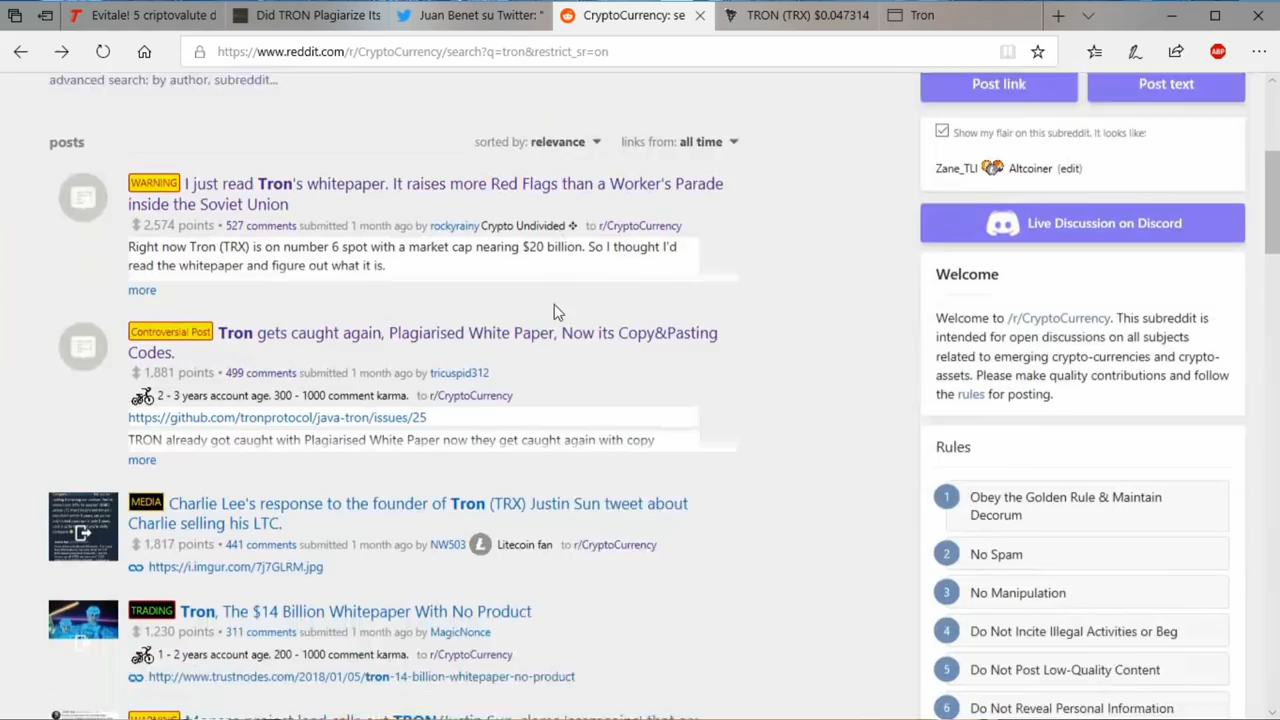 Evitale! 5 criptovalute d
Did TRON Plagiarize Its
Juan Benet su Twitter: "
CryptoCurrency: se
TRON (TRX) $0.047314
Tron
https://www.reddit.com/r/CryptoCurrency/search?q=tron&restrict_sr=on
ABP
advanced search: by author, subreddit...
posts
sorted by: relevance
links from: all time
WARNING I just read Tron's whitepaper. It raises more Red Flags than a Worker's Parade
inside the Soviet Union
2,574 points • 527 comments submitted 1 month ago by rockyrainy Crypto Undivided to r/CryptoCurrency
Right now Tron (TRX) is on number 6 spot with a market cap nearing $20 billion. So I thought I'd
read the whitepaper and figure out what it is.
more
Controversial Post Tron gets caught again, Plagiarised White Paper, Now its Copy&Pasting
Codes.
1,881 points • 499 comments submitted 1 month ago by tricuspid312
2 - 3 years account age. 300 - 1000 comment karma. to r/CryptoCurrency
https://github.com/tronprotocol/java-tron/issues/25
TRON already got caught with Plagiarised White Paper now they get caught again with copy
more
MEDIA Charlie Lee's response to the founder of Tron (TRX) Justin Sun tweet about
Charlie selling his LTC.
1,817 points • 441 comments submitted 1 month ago by NW503 Litecoin fan to r/CryptoCurrency
https://i.imgur.com/7j7GLRM.jpg
TRADING Tron, The $14 Billion Whitepaper With No Product
1,230 points • 311 comments submitted 1 month ago by MagicNonce
1 - 2 years account age. 200 - 1000 comment karma. to r/CryptoCurrency
http://www.trustnodes.com/2018/01/05/tron-14-billion-whitepaper-no-product
WARNING
Post link
Post text
Show my flair on this subreddit. It looks like:
Zane_TLI Altcoiner (edit)
Live Discussion on Discord
Welcome
Welcome to /r/CryptoCurrency. This subreddit is
intended for open discussions on all subjects
related to emerging crypto-currencies and crypto-
assets. Please make quality contributions and follow
the rules for posting.
Rules
1 Obey the Golden Rule & Maintain
Decorum
2 No Spam
3 No Manipulation
4 Do Not Incite Illegal Activities or Beg
5 Do Not Post Low-Quality Content
6 Do Not Reveal Personal Information